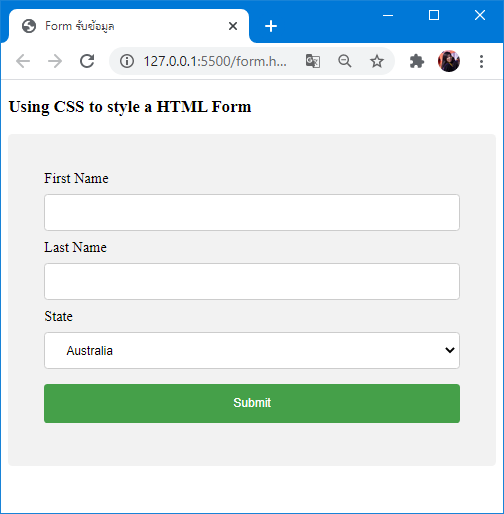 Form รับข้อมูล
127.0.0.1:5500/form.h...
Using CSS to style a HTML Form
First Name
Last Name
State
Australia
Submit